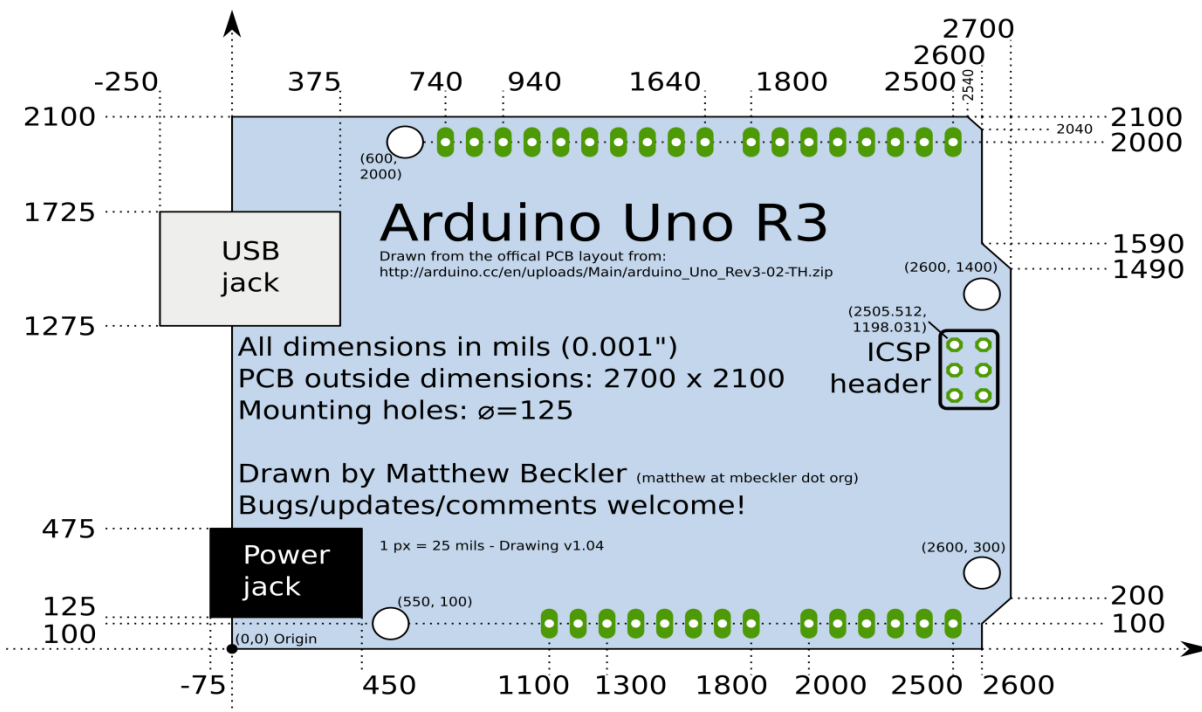 2700
2600
-250 375 740 940 1640 1800 2500 2540
2100 2100
2040
2000
(600,
2000)
1725
Arduino Uno R3
USB
jack
Drawn from the offical PCB layout from:
http://arduino.cc/en/uploads/Main/arduino_Uno_Rev3-02-TH.zip
1590
(2600, 1400) 1490
1275
(2505.512,
1198.031)
All dimensions in mils (0.001")
ICSP
header
PCB outside dimensions: 2700 x 2100
Mounting holes: ⌀=125
Drawn by Matthew Beckler (matthew at mbeckler dot org)
Bugs/updates/comments welcome!
475
Power
jack
1 px = 25 mils - Drawing v1.04
(2600, 300)
125
(550, 100)
200
100 100
(0,0) Origin
-75 450 1100 1300 1800 2000 2500 2600